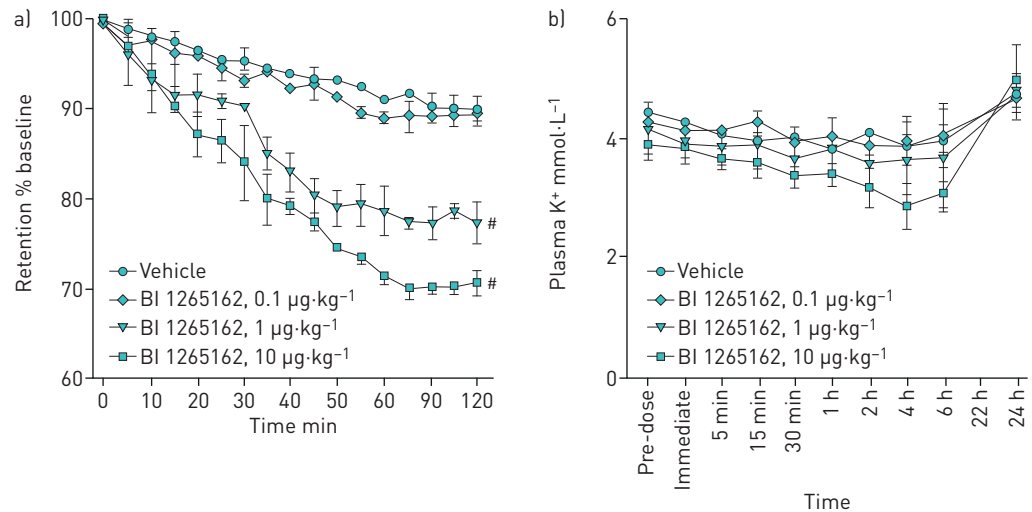 a)
100
90
80
70
60
Retention % baseline
Vehicle
BI 1265162, 0.1 µg·kg⁻¹
BI 1265162, 1 µg·kg⁻¹
BI 1265162, 10 µg·kg⁻¹
#
#
0 10 20 30 40 50 60 90 120
Time min
b)
6
4
2
0
Plasma K⁺ mmol·L⁻¹
Vehicle
BI 1265162, 0.1 µg·kg⁻¹
BI 1265162, 1 µg·kg⁻¹
BI 1265162, 10 µg·kg⁻¹
Pre-dose
Immediate
5 min
15 min
30 min
1 h
2 h
4 h
6 h
22 h
24 h
Time